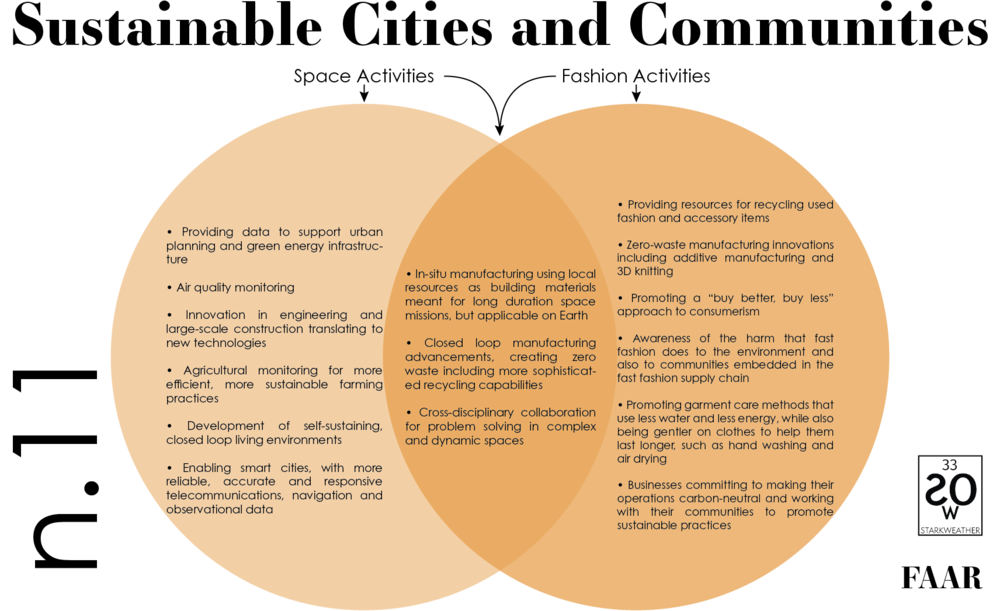 Sustainable Cities and Communities
Space Activities
Fashion Activities
• Providing data to support urban
planning and green energy infrastruc-
ture
• Air quality monitoring
• Innovation in engineering and
large-scale construction translating to
new technologies
• Agricultural monitoring for more
efficient, more sustainable farming
practices
• Development of self-sustaining,
closed loop living environments
• Enabling smart cities, with more
reliable, accurate and responsive
telecommunications, navigation and
observational data
• In-situ manufacturing using local
resources as building materials
meant for long duration space
missions, but applicable on Earth
• Closed loop manufacturing
advancements, creating zero
waste including more sophisticat-
ed recycling capabilities
• Cross-disciplinary collaboration
for problem solving in complex
and dynamic spaces
• Providing resources for recycling used
fashion and accessory items
• Zero-waste manufacturing innovations
including additive manufacturing and
3D knitting
• Promoting a “buy better, buy less”
approach to consumerism
• Awareness of the harm that fast
fashion does to the environment and
also to communities embedded in the
fast fashion supply chain
• Promoting garment care methods that
use less water and less energy, while also
being gentler on clothes to help them
last longer, such as hand washing and
air drying
• Businesses committing to making their
operations carbon-neutral and working
with their communities to promote
sustainable practices
n.11
33
SO
W
STARKWEATHER
FAAR